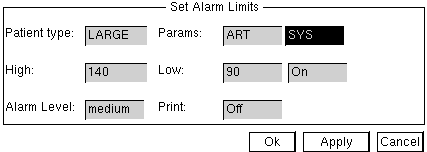 Set Alarm Limits
Patient type: LARGE Params: ART SYS
High: 140 Low: 90 On
Alarm Level: medium Print: Off
Ok Apply Cancel